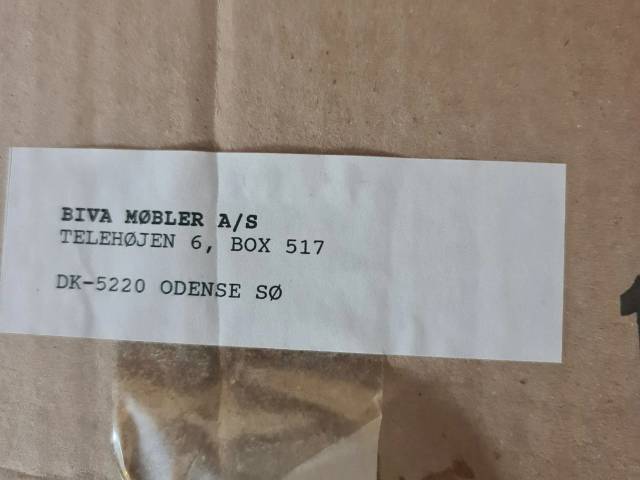 BIVA MØBLER A/S
TELEHØJEN 6, BOX 517
DK-5220 ODENSE SØ